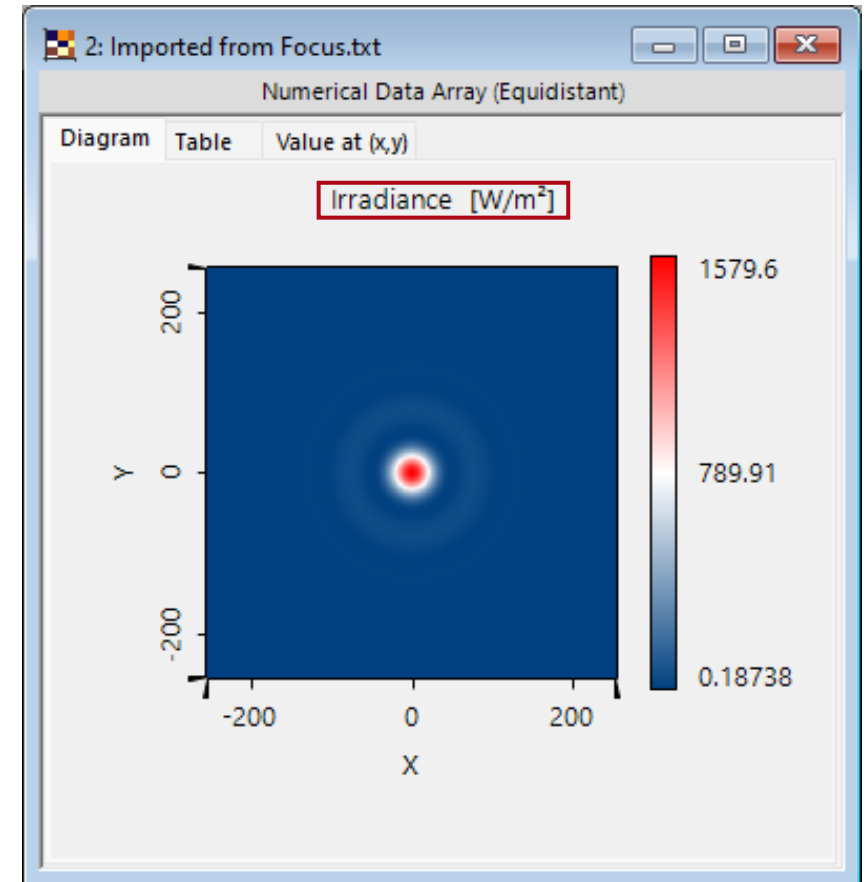 2: Imported from Focus.txt
Numerical Data Array (Equidistant)
Diagram Table Value at (x,y)
Irradiance [W/m²]
1579.6
200
Y 0 789.91
-200
0.18738
-200 0 200
X